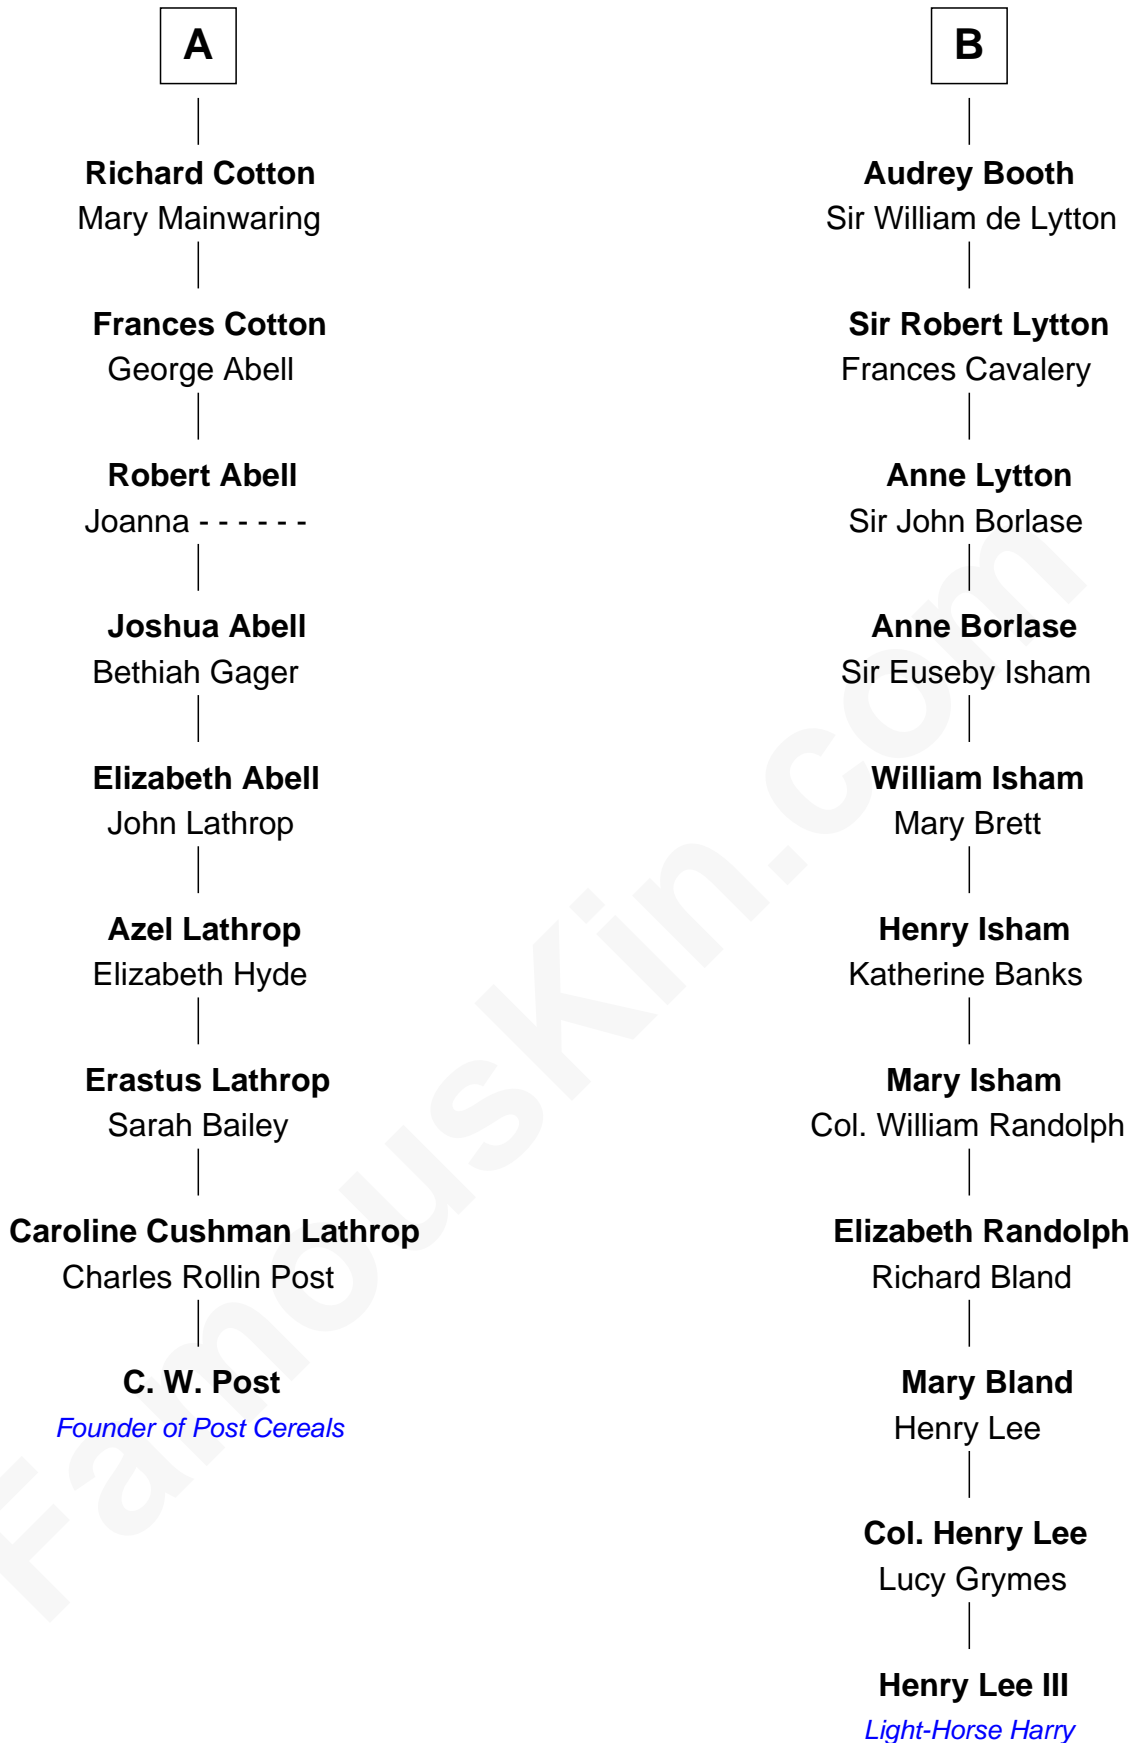 A
Richard Cotton
Mary Mainwaring
Frances Cotton
George Abell
Robert Abell
Joanna - - - - - -
Joshua Abell
Bethiah Gager
Elizabeth Abell
John Lathrop
Azel Lathrop
Elizabeth Hyde
Erastus Lathrop
Sarah Bailey
Caroline Cushman Lathrop
Charles Rollin Post
C. W. Post
Founder of Post Cereals
B
Audrey Booth
Sir William de Lytton
Sir Robert Lytton
Frances Cavalery
Anne Lytton
Sir John Borlase
Anne Borlase
Sir Euseby Isham
William Isham
Mary Brett
Henry Isham
Katherine Banks
Mary Isham
Col. William Randolph
Elizabeth Randolph
Richard Bland
Mary Bland
Henry Lee
Col. Henry Lee
Lucy Grymes
Henry Lee III
Light-Horse Harry
FamousKin.com